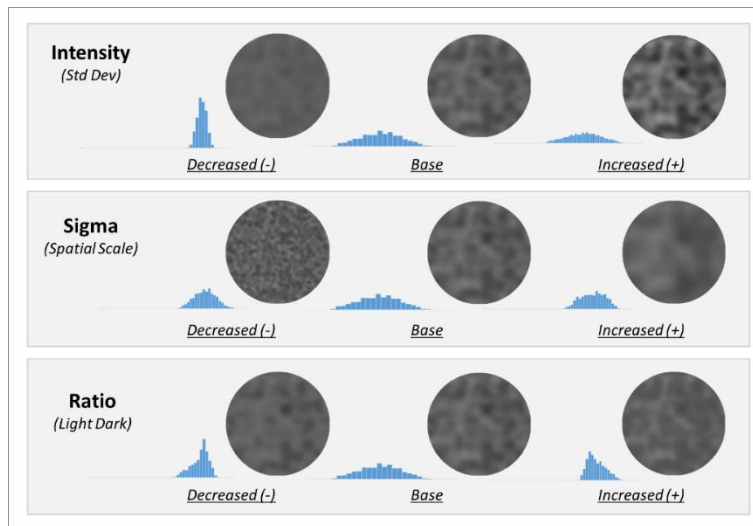 Intensity
(Std Dev)
Decreased (-)
Base
Increased (+)
Sigma
(Spatial Scale)
Decreased (-)
Base
Increased (+)
Ratio
(Light Dark)
Decreased (-)
Base
Increased (+)